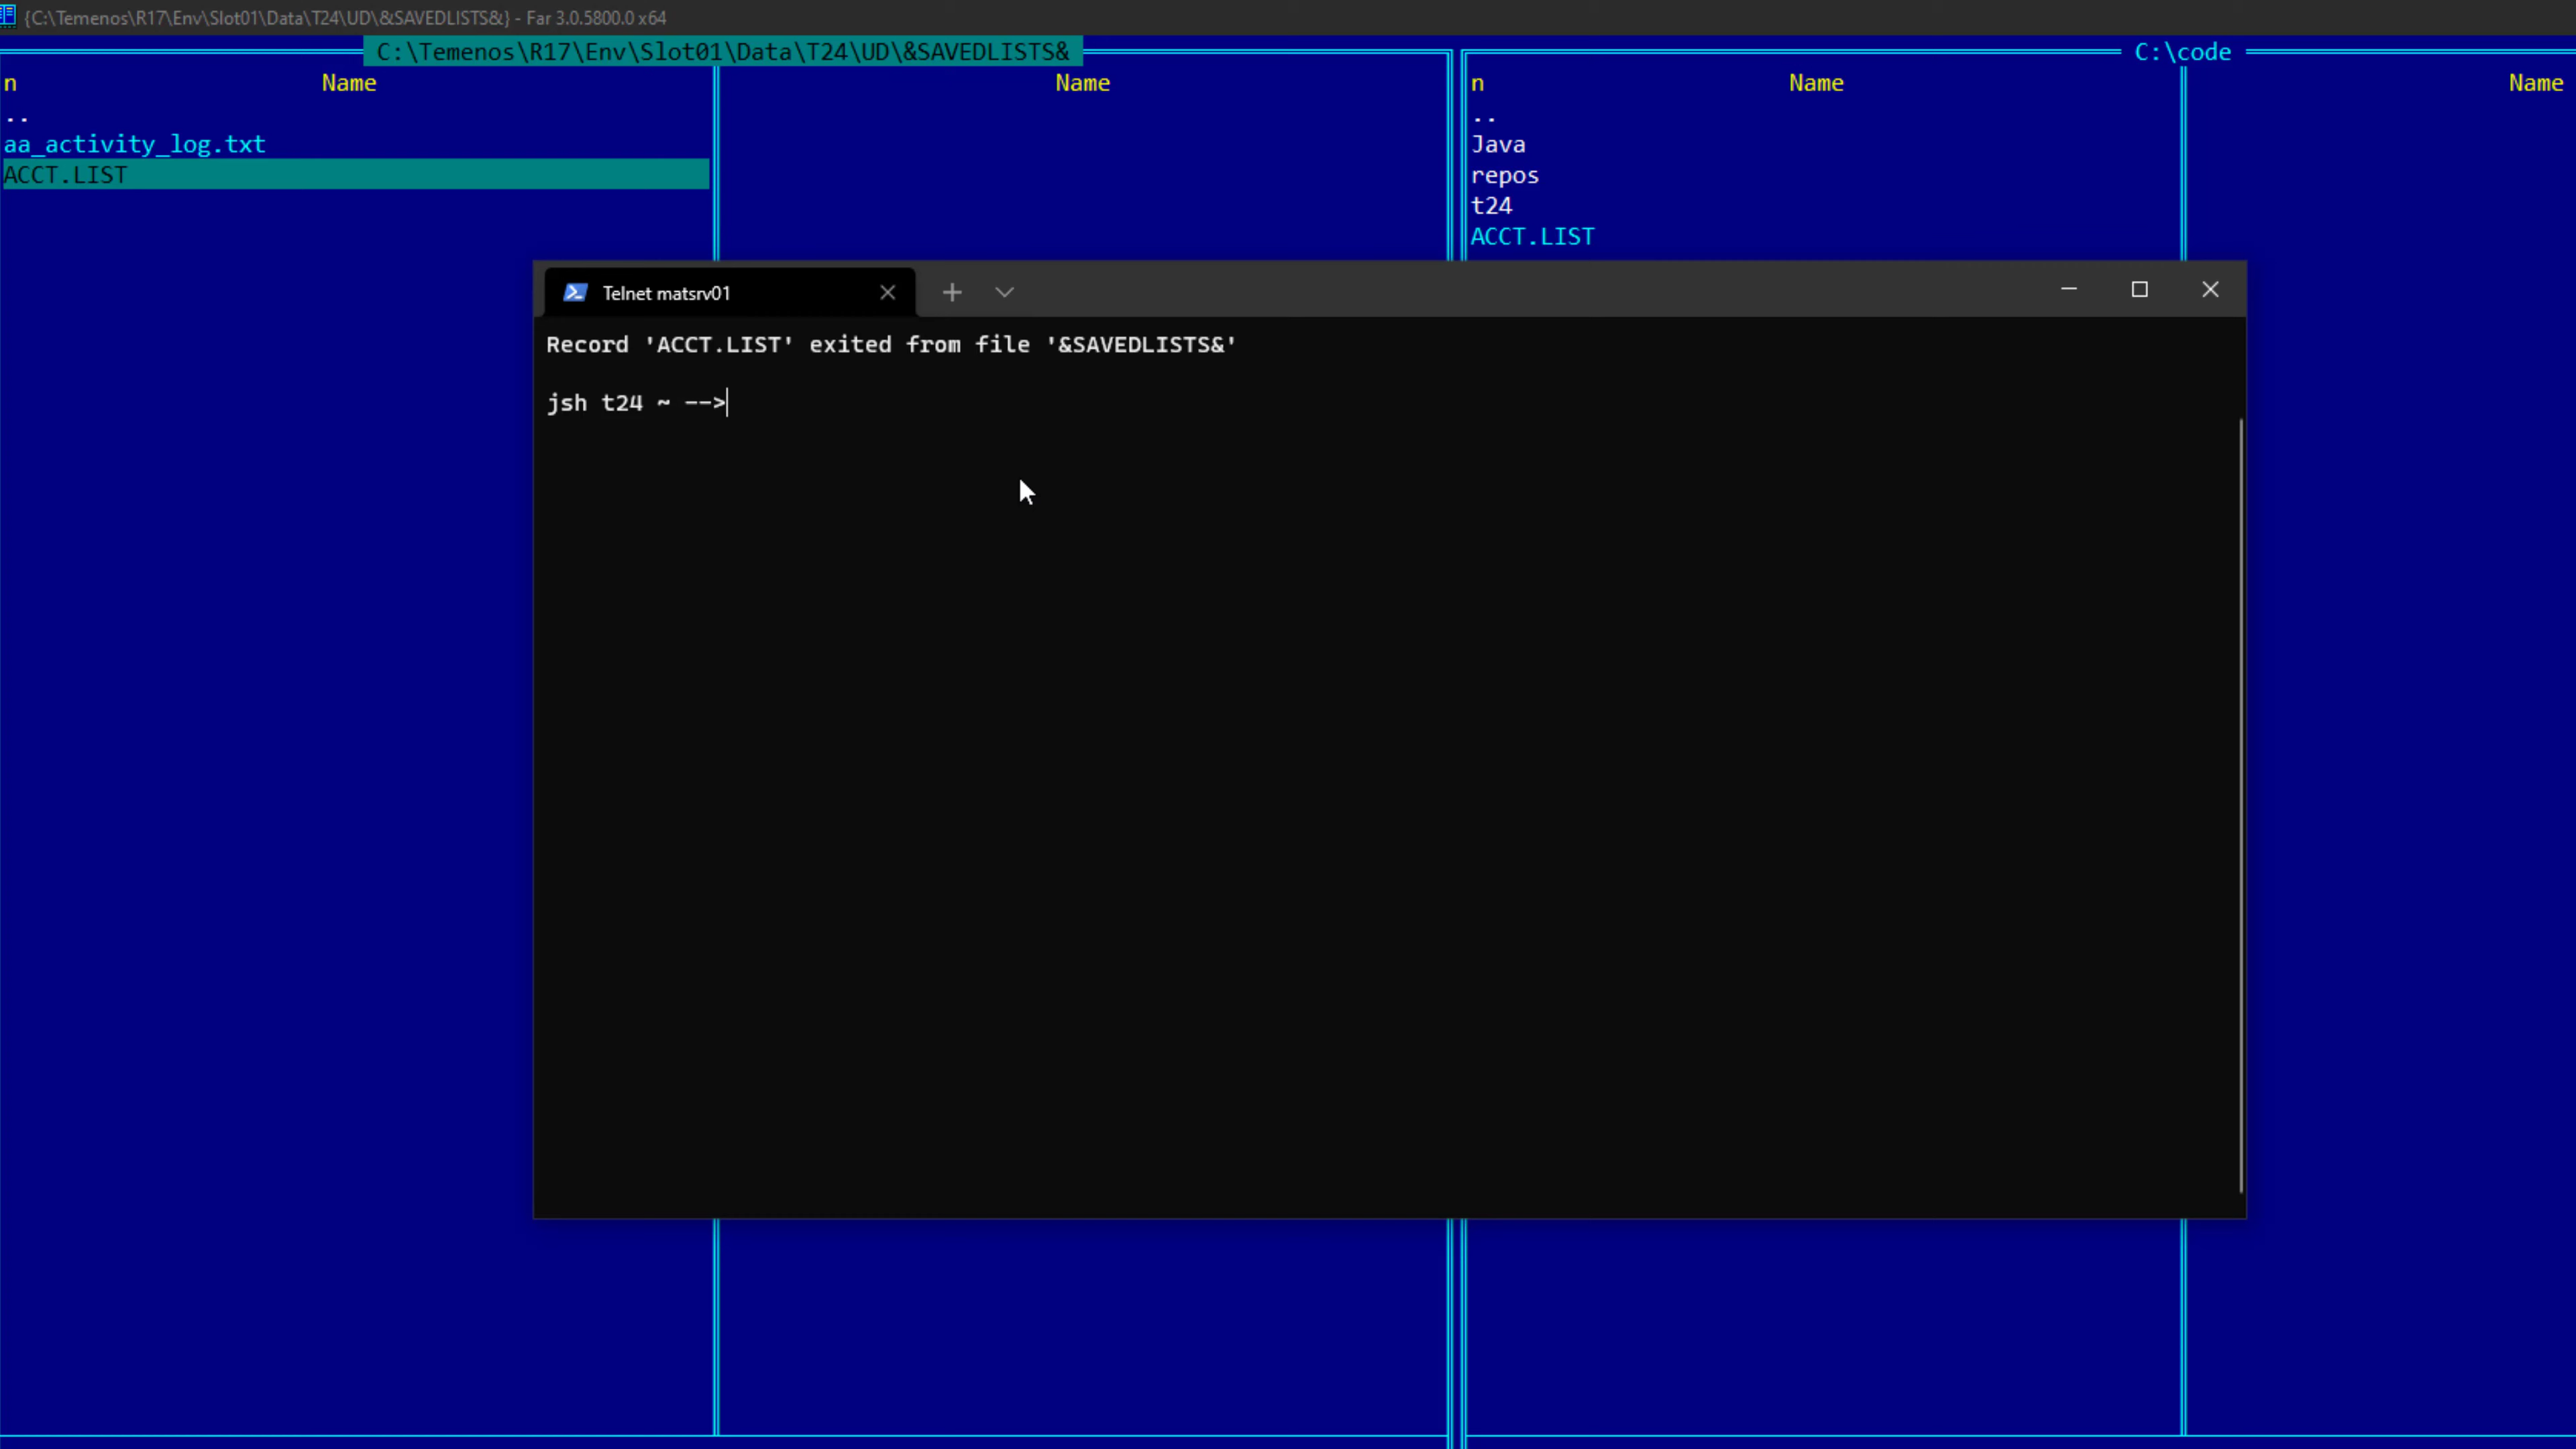 {C:\Temenos\R17\Env\Slot01\Data\T24\UD\&SAVEDLISTS&} - Far 3.0.5800.0 x64
C:\Temenos\R17\Env\Slot01\Data\T24\UD\&SAVEDLISTS&
n Name Name
..
aa_activity_log.txt
ACCT.LIST
C:\code
n Name Name
..
Java
repos
t24
ACCT.LIST
Telnet matsrv01
Record 'ACCT.LIST' exited from file '&SAVEDLISTS&'
jsh t24 ~ -->